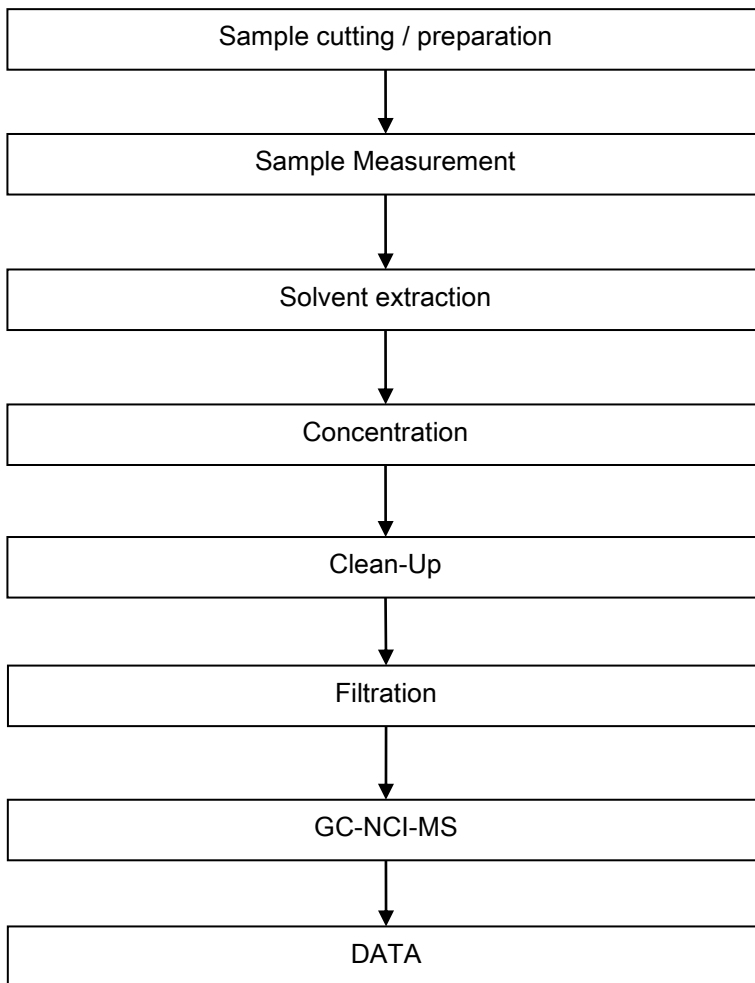 Sample cutting / preparation
Sample Measurement
Solvent extraction
Concentration
Clean-Up
Filtration
GC-NCI-MS
DATA